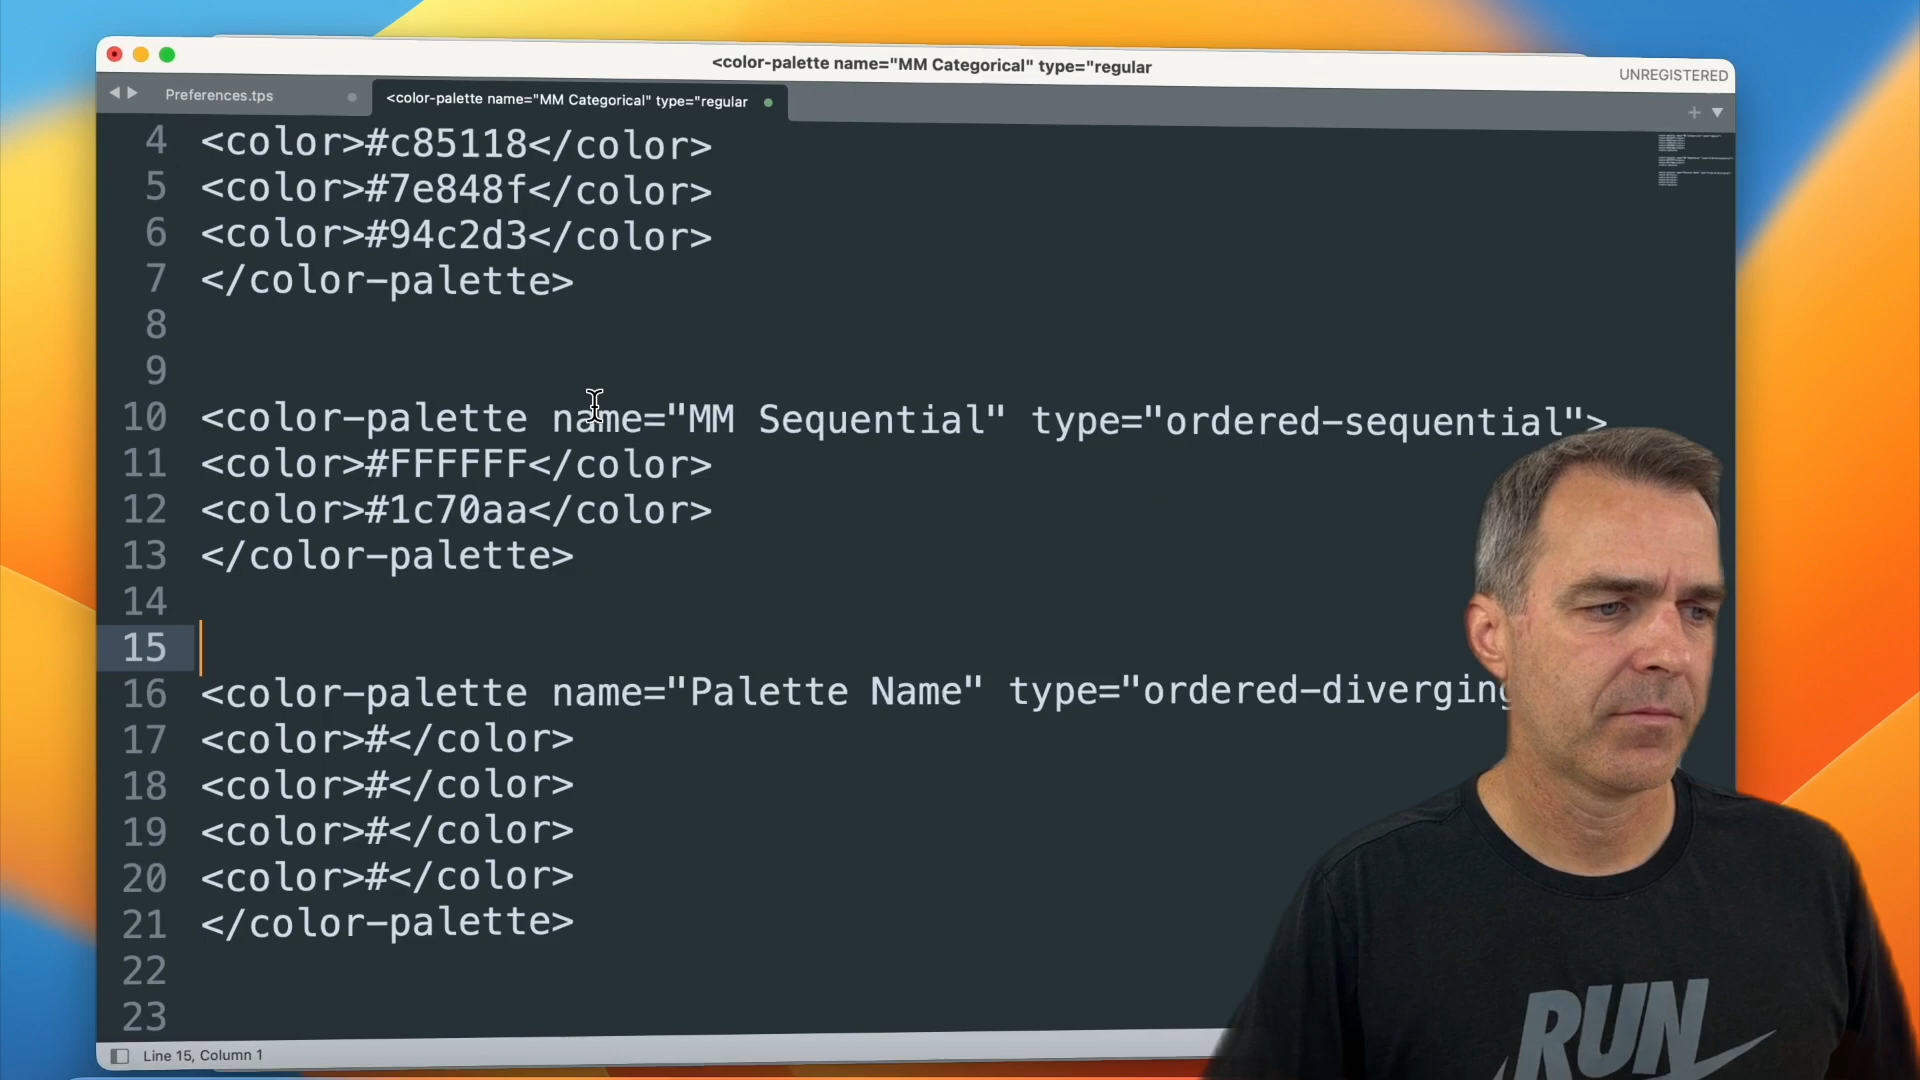 <color-palette name="MM Categorical" type="regular
UNREGISTERED
Preferences.tps
<color-palette name="MM Categorical" type="regular
4 <color>#c85118</color>
5 <color>#7e848f</color>
6 <color>#94c2d3</color>
7 </color-palette>
8
9
10 <color-palette name="MM Sequential" type="ordered-sequential">
11 <color>#FFFFFF</color>
12 <color>#1c70aa</color>
13 </color-palette>
14
15
16 <color-palette name="Palette Name" type="ordered-diverging
17 <color>#</color>
18 <color>#</color>
19 <color>#</color>
20 <color>#</color>
21 </color-palette>
22
23
RUN
Line 15, Column 1